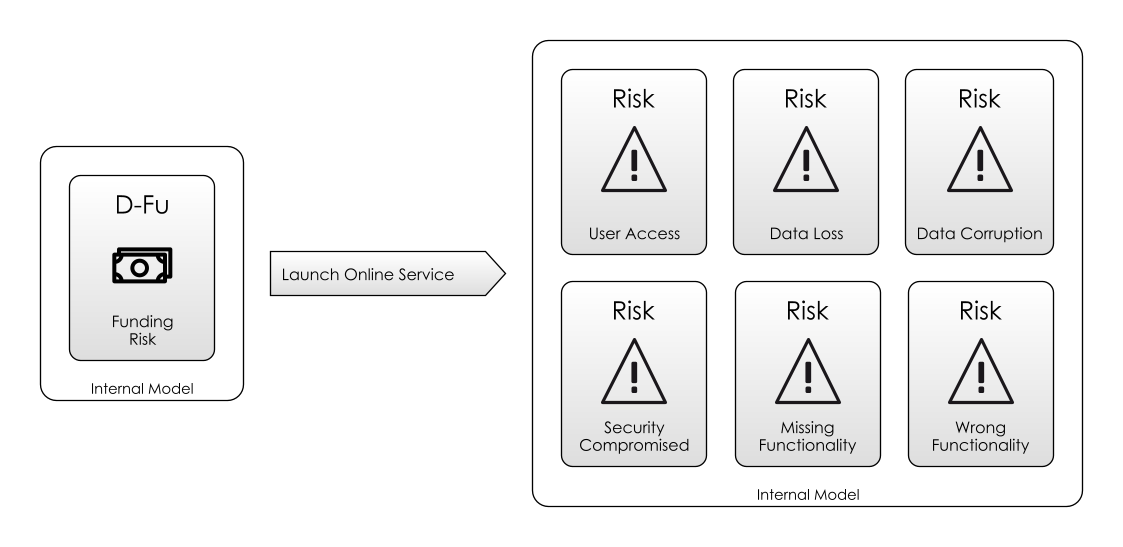 D-Fu
Funding
Risk
Internal Model
Launch Online Service
Risk
User Access
Risk
Data Loss
Risk
Data Corruption
Risk
Security
Compromised
Risk
Missing
Functionality
Risk
Wrong
Functionality
Internal Model